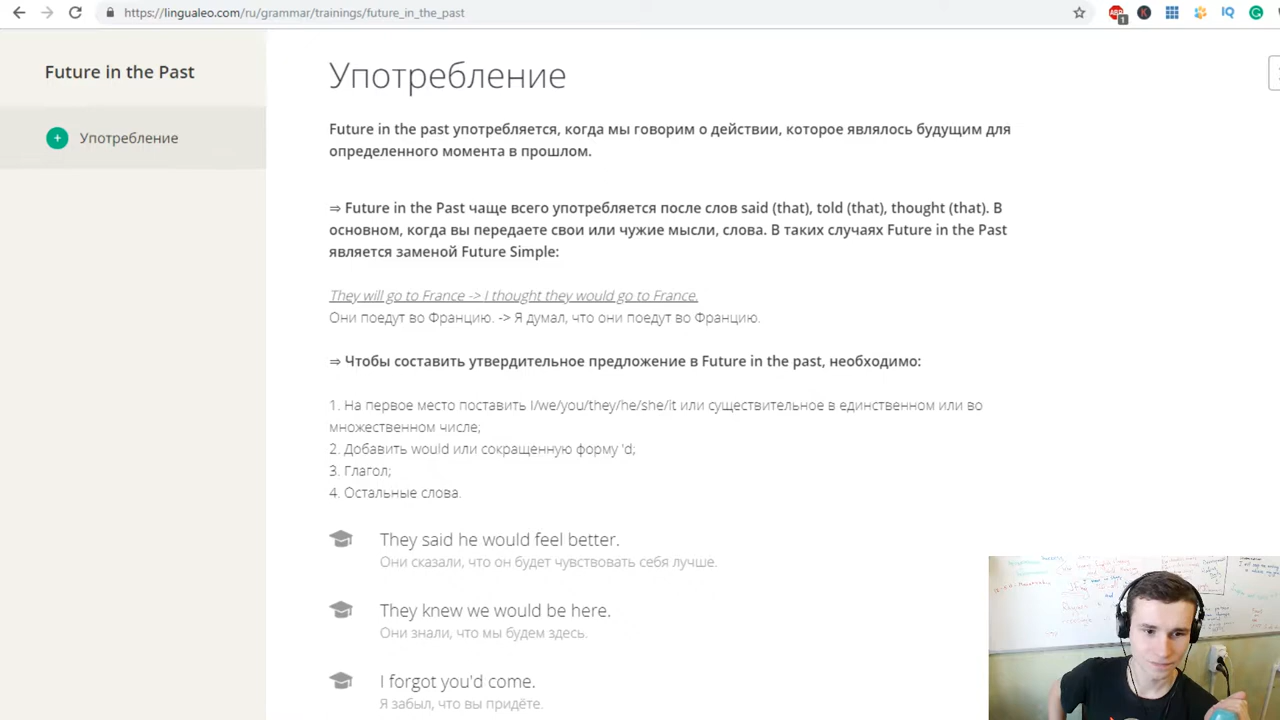 https://lingualeo.com/ru/grammar/trainings/future_in_the_past
Future in the Past
Употребление
Употребление
Future in the past употребляется, когда мы говорим о действии, которое являлось будущим для
определенного момента в прошлом.
⇒ Future in the Past чаще всего употребляется после слов said (that), told (that), thought (that). В
основном, когда вы передаете свои или чужие мысли, слова. В таких случаях Future in the Past
является заменой Future Simple:
They will go to France -> I thought they would go to France.
Они поедут во Францию. -> Я думал, что они поедут во Францию.
⇒ Чтобы составить утвердительное предложение в Future in the past, необходимо:
1. На первое место поставить I/we/you/they/he/she/it или существительное в единственном или во
множественном числе;
2. Добавить would или сокращенную форму 'd;
3. Глагол;
4. Остальные слова.
They said he would feel better.
Они сказали, что он будет чувствовать себя лучше.
They knew we would be here.
Они знали, что мы будем здесь.
I forgot you'd come.
Я забыл, что вы придёте.